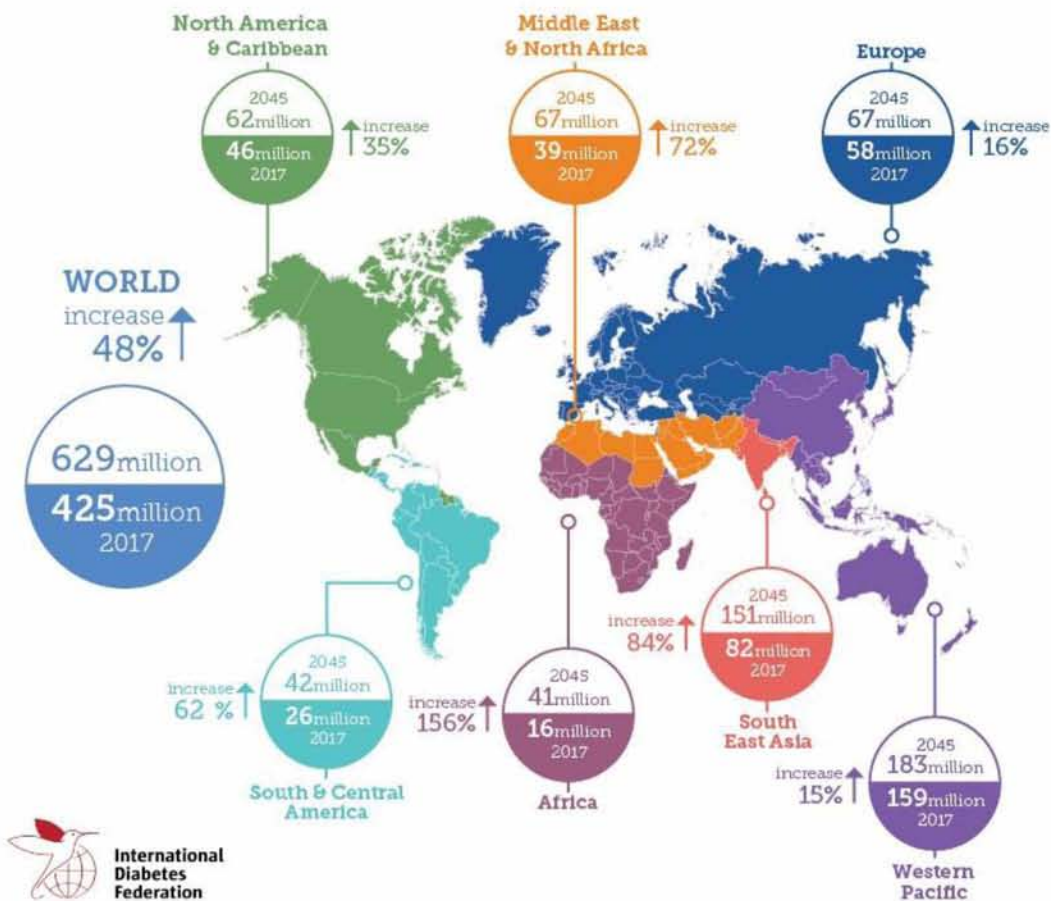 North America
& Caribbean
2045
62million
46million
2017
increase
35%
Middle East
& North Africa
2045
67million
39million
2017
increase
72%
Europe
2045
67million
58million
2017
increase
16%
WORLD
increase
48%
629million
425million
2017
increase
62 %
2045
42million
26million
2017
South & Central
America
increase
156%
2045
41million
16million
2017
Africa
increase
84%
2045
151million
82million
2017
South
East Asia
increase
15%
2045
183million
159million
2017
Western
Pacific
International
Diabetes
Federation